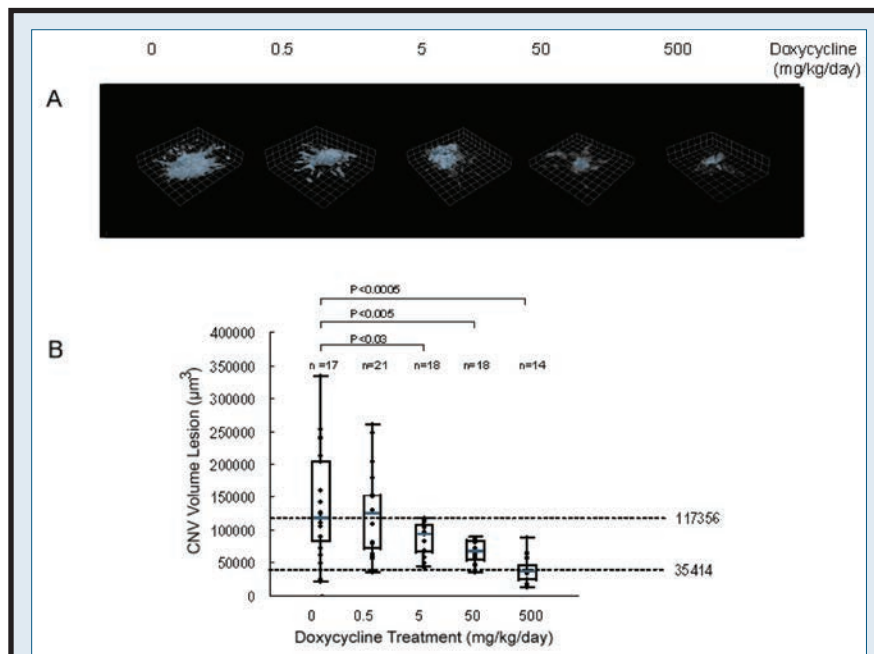 0 0.5 5 50 500 Doxycycline
(mg/kg/day)
A
P<0.0005
P<0.005
P<0.03
B
n =17 n=21 n=18 n=18 n=14
CNV Volume Lesion (µm³)
400000
350000
300000
250000
200000
150000
100000
50000
0
117356
35414
0 0.5 5 50 500
Doxycycline Treatment (mg/kg/day)